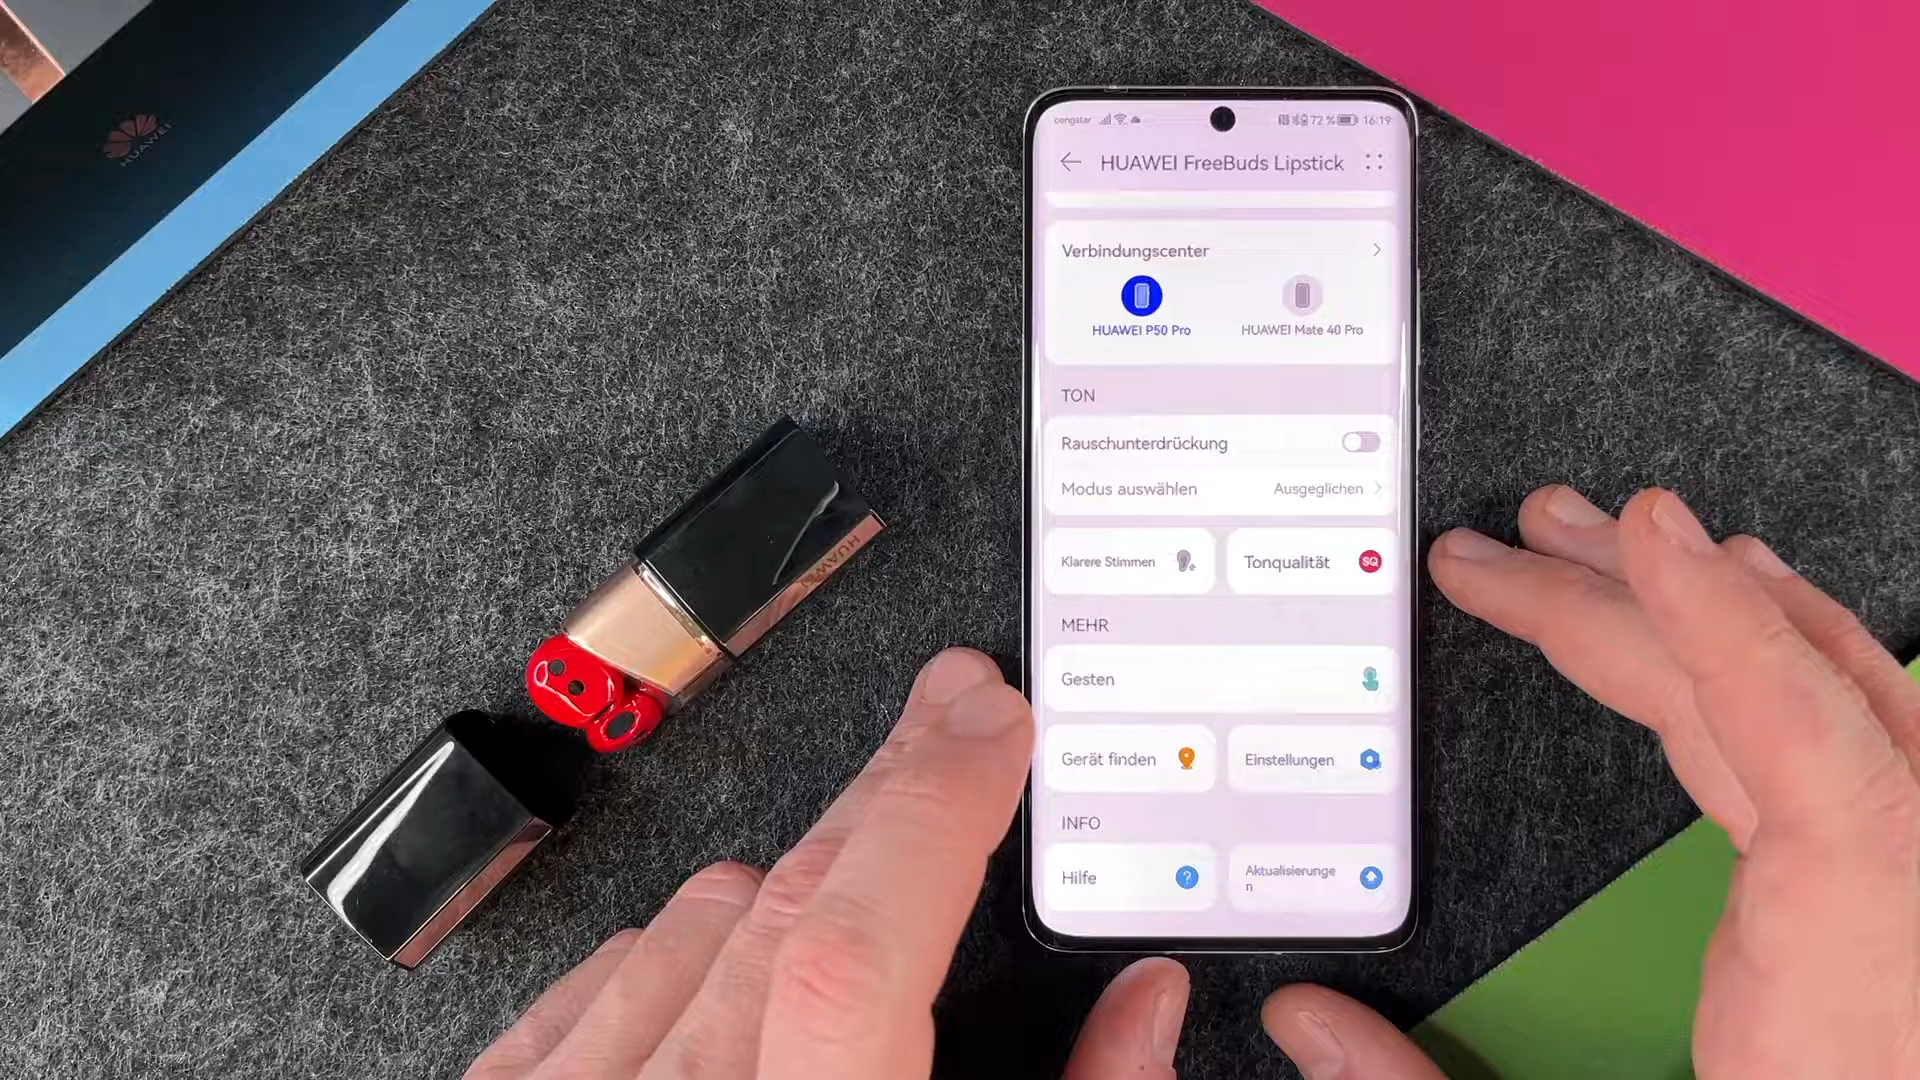 HUAWEI
congstar
72 %
16:19
HUAWEI FreeBuds Lipstick
Verbindungscenter
HUAWEI P50 Pro
HUAWEI Mate 40 Pro
TON
Rauschunterdrückung
Modus auswählen
Ausgeglichen
Klarere Stimmen
Tonqualität
SQ
MEHR
Gesten
Gerät finden
Einstellungen
INFO
Hilfe
?
Aktualisierunge
n
HUAWEI